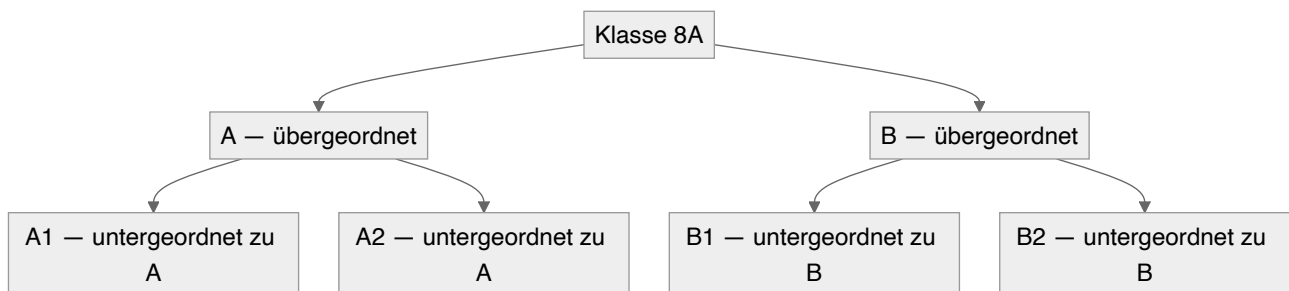 Klasse 8A
A — übergeordnet
B — übergeordnet
A1 — untergeordnet zu
A
A2 — untergeordnet zu
A
B1 — untergeordnet zu
B
B2 — untergeordnet zu
B